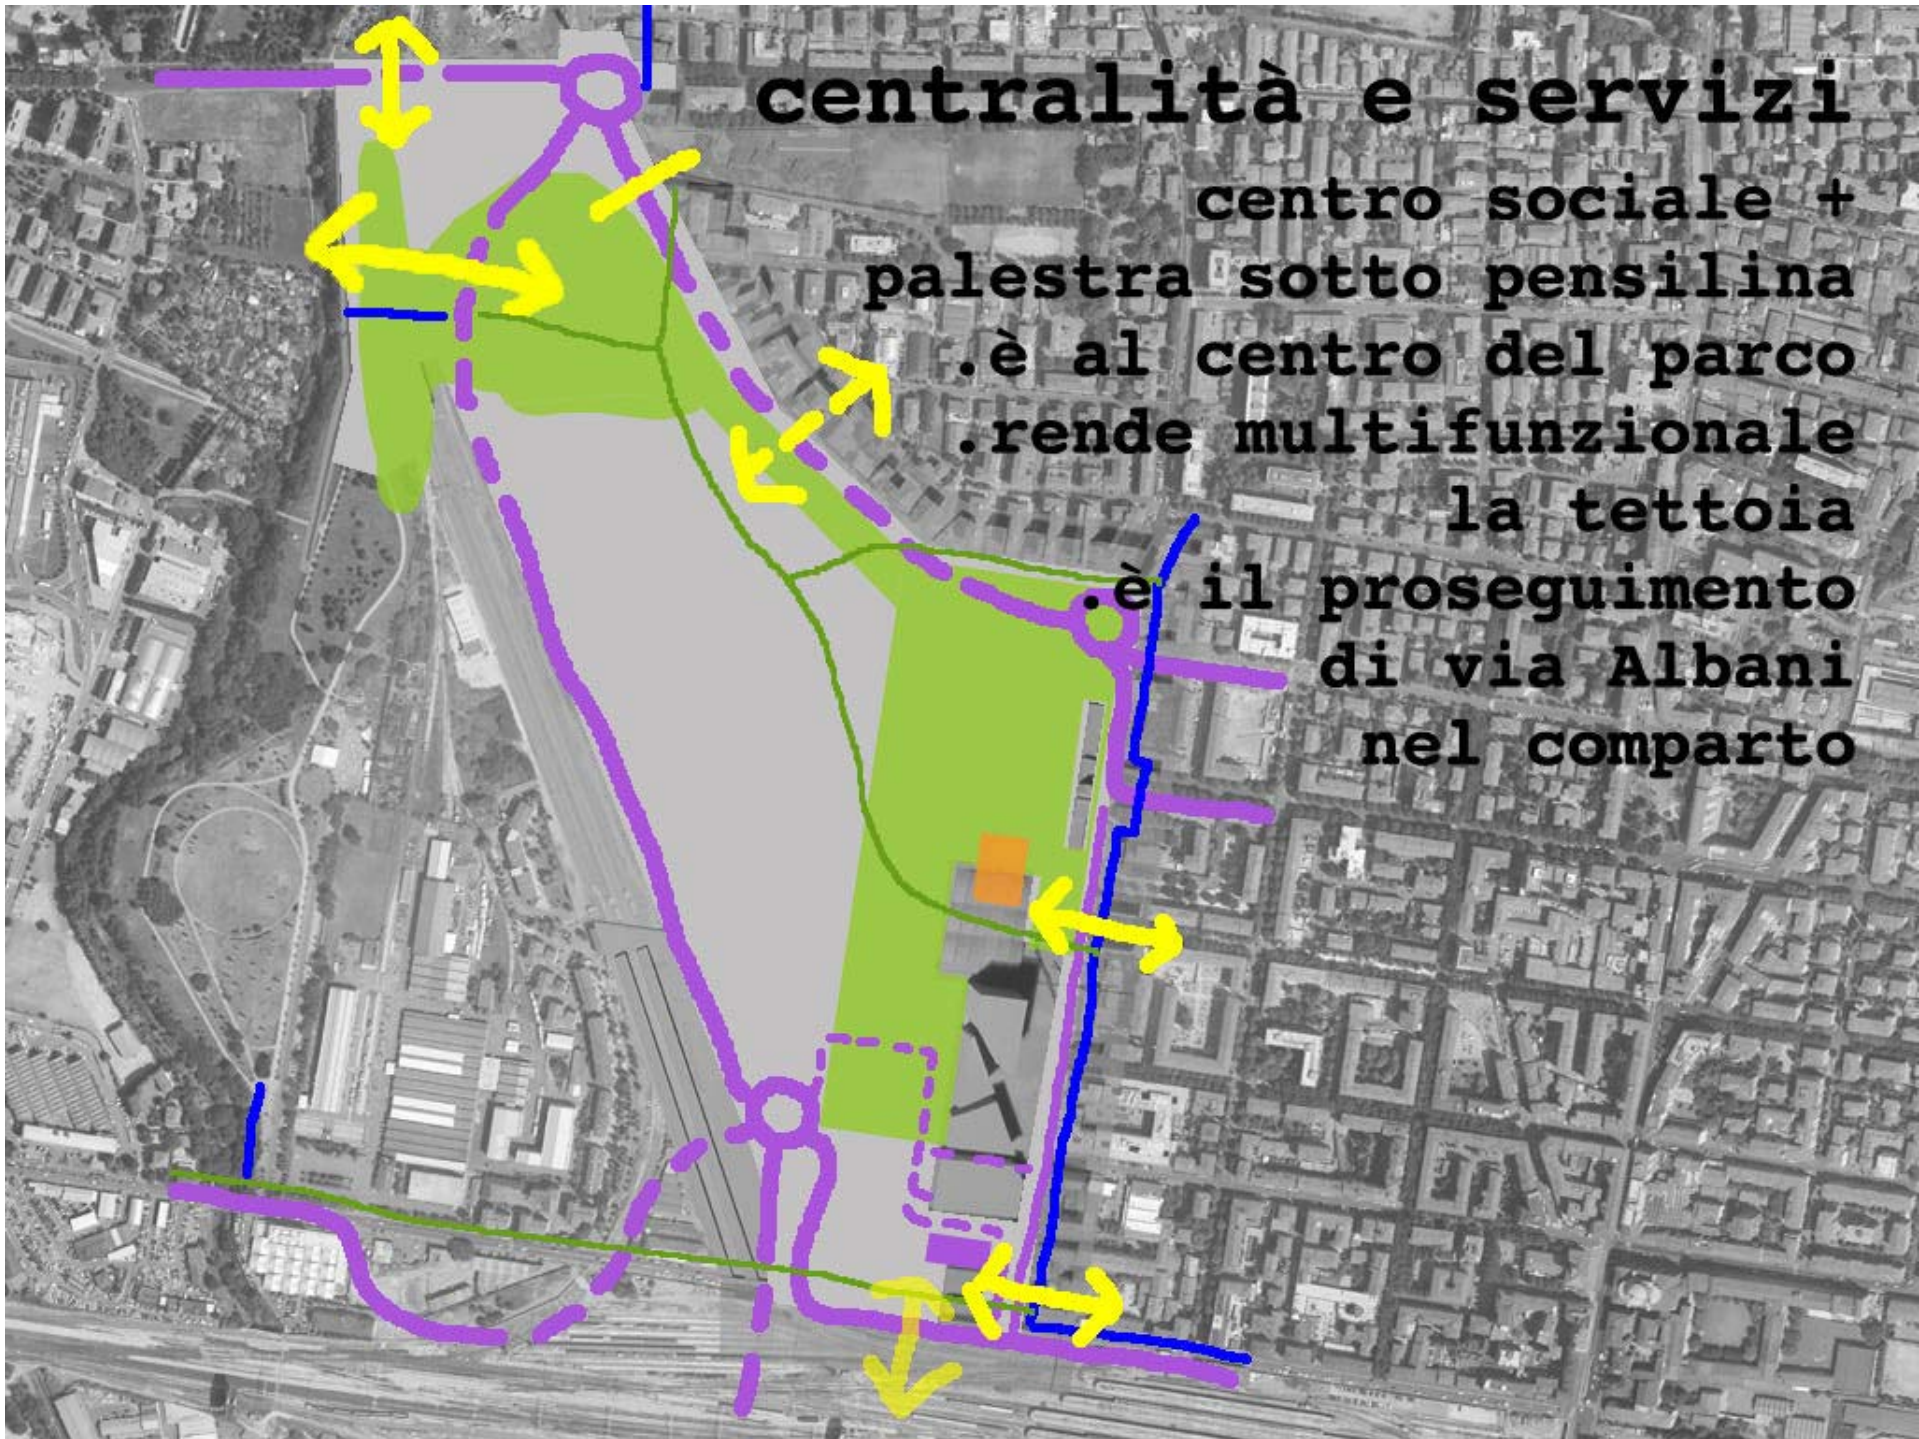 centralità e servizi
centro sociale +
palestra sotto pensilina
.è al centro del parco
.rende multifunzionale
la tettoia
.è il proseguimento
di via Albani
nel comparto